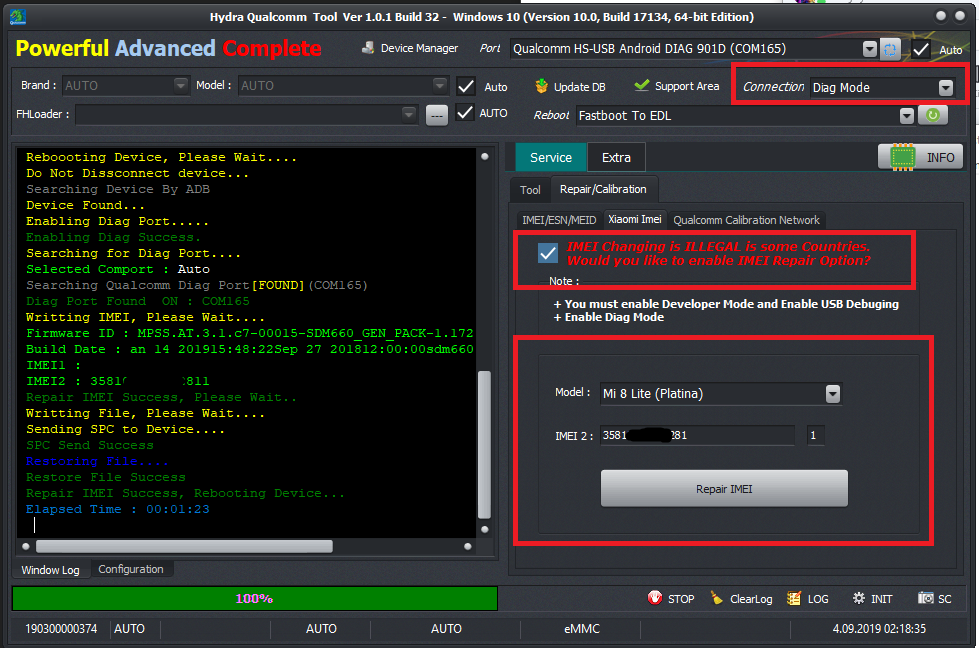 Hydra Qualcomm Tool Ver 1.0.1 Build 32 - Windows 10 (Version 10.0, Build 17134, 64-bit Edition)
Powerful Advanced Complete
Device Manager
Port
Qualcomm HS-USB Android DIAG 901D (COM165)
Auto
Brand :
AUTO
Model :
AUTO
Auto
Update DB
Support Area
Connection
Diag Mode
FHLoader :
---
AUTO
Reboot
Fastboot To EDL
Reboooting Device, Please Wait....
Do Not Dissconnect device...
Searching Device By ADB
Device Found...
Enabling Diag Port.....
Enabling Diag Success.
Searching for Diag Port....
Selected Comport : Auto
Searching Qualcomm Diag Port[FOUND](COM165)
Diag Port Found  ON : COM165
Writting IMEI, Please Wait....
Firmware ID : MPSS.AT.3.1.c7-00015-SDM660_GEN_PACK-1.172
Build Date : an 14 201915:48:22Sep 27 201812:00:00sdm660
IMEI1 :
IMEI2 : 3581 811
Repair IMEI Success, Please Wait..
Writting File, Please Wait....
Sending SPC to Device....
SPC Send Success
Restoring File....
Restore File Success
Repair IMEI Success, Rebooting Device...
Elapsed Time : 00:01:23
Window Log
Configuration
Service
Extra
INFO
Tool
Repair/Calibration
IMEI/ESN/MEID
Xiaomi Imei
Qualcomm Calibration Network
IMEI Changing is ILLEGAL is some Countries.
Would you like to enable IMEI Repair Option?
Note :
+ You must enable Developer Mode and Enable USB Debuging
+ Enable Diag Mode
Model :
Mi 8 Lite (Platina)
IMEI 2 :
3581 281
1
Repair IMEI
100%
STOP
ClearLog
LOG
INIT
SC
190300000374
AUTO
AUTO
AUTO
eMMC
4.09.2019 02:18:35